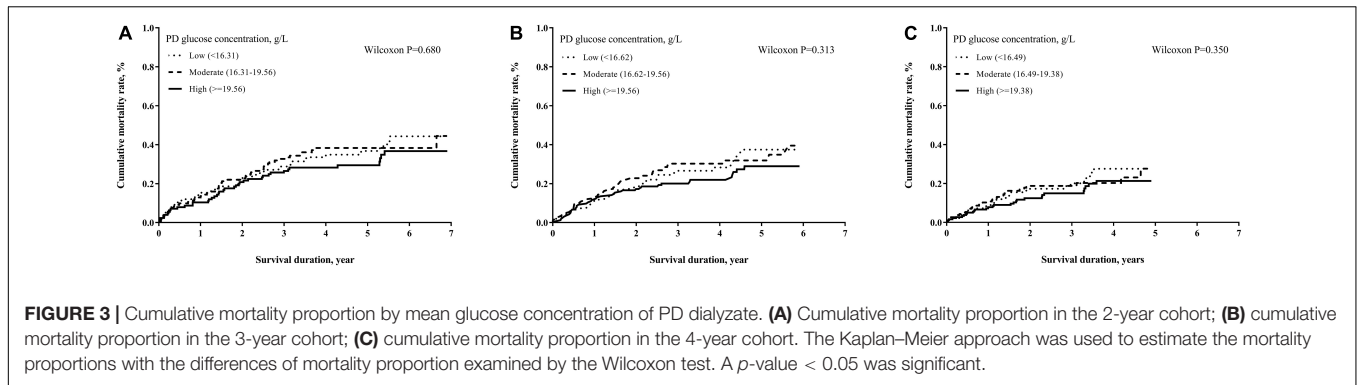 A
1.0
0.8
0.6
0.4
0.2
0.0
0 1 2 3 4 5 6 7
Cumulative mortality rate, %
Survival duration, year
PD glucose concentration, g/L
Low (<16.31)
Moderate (16.31-19.56)
High (>=19.56)
Wilcoxon P=0.680
B
1.0
0.8
0.6
0.4
0.2
0.0
0 1 2 3 4 5 6 7
Cumulative mortality rate, %
Survival duration, year
PD glucose concentration, g/L
Low (<16.62)
Moderate (16.62-19.56)
High (>=19.56)
Wilcoxon P=0.313
C
1.0
0.8
0.6
0.4
0.2
0.0
0 1 2 3 4 5 6 7
Cumulative mortality rate, %
Survival duration, years
PD glucose concentration, g/L
Low (<16.49)
Moderate (16.49-19.38)
High (>=19.38)
Wilcoxon P=0.350
FIGURE 3 | Cumulative mortality proportion by mean glucose concentration of PD dialyzate. (A) Cumulative mortality proportion in the 2-year cohort; (B) cumulative
mortality proportion in the 3-year cohort; (C) cumulative mortality proportion in the 4-year cohort. The Kaplan–Meier approach was used to estimate the mortality
proportions with the differences of mortality proportion examined by the Wilcoxon test. A p-value < 0.05 was significant.